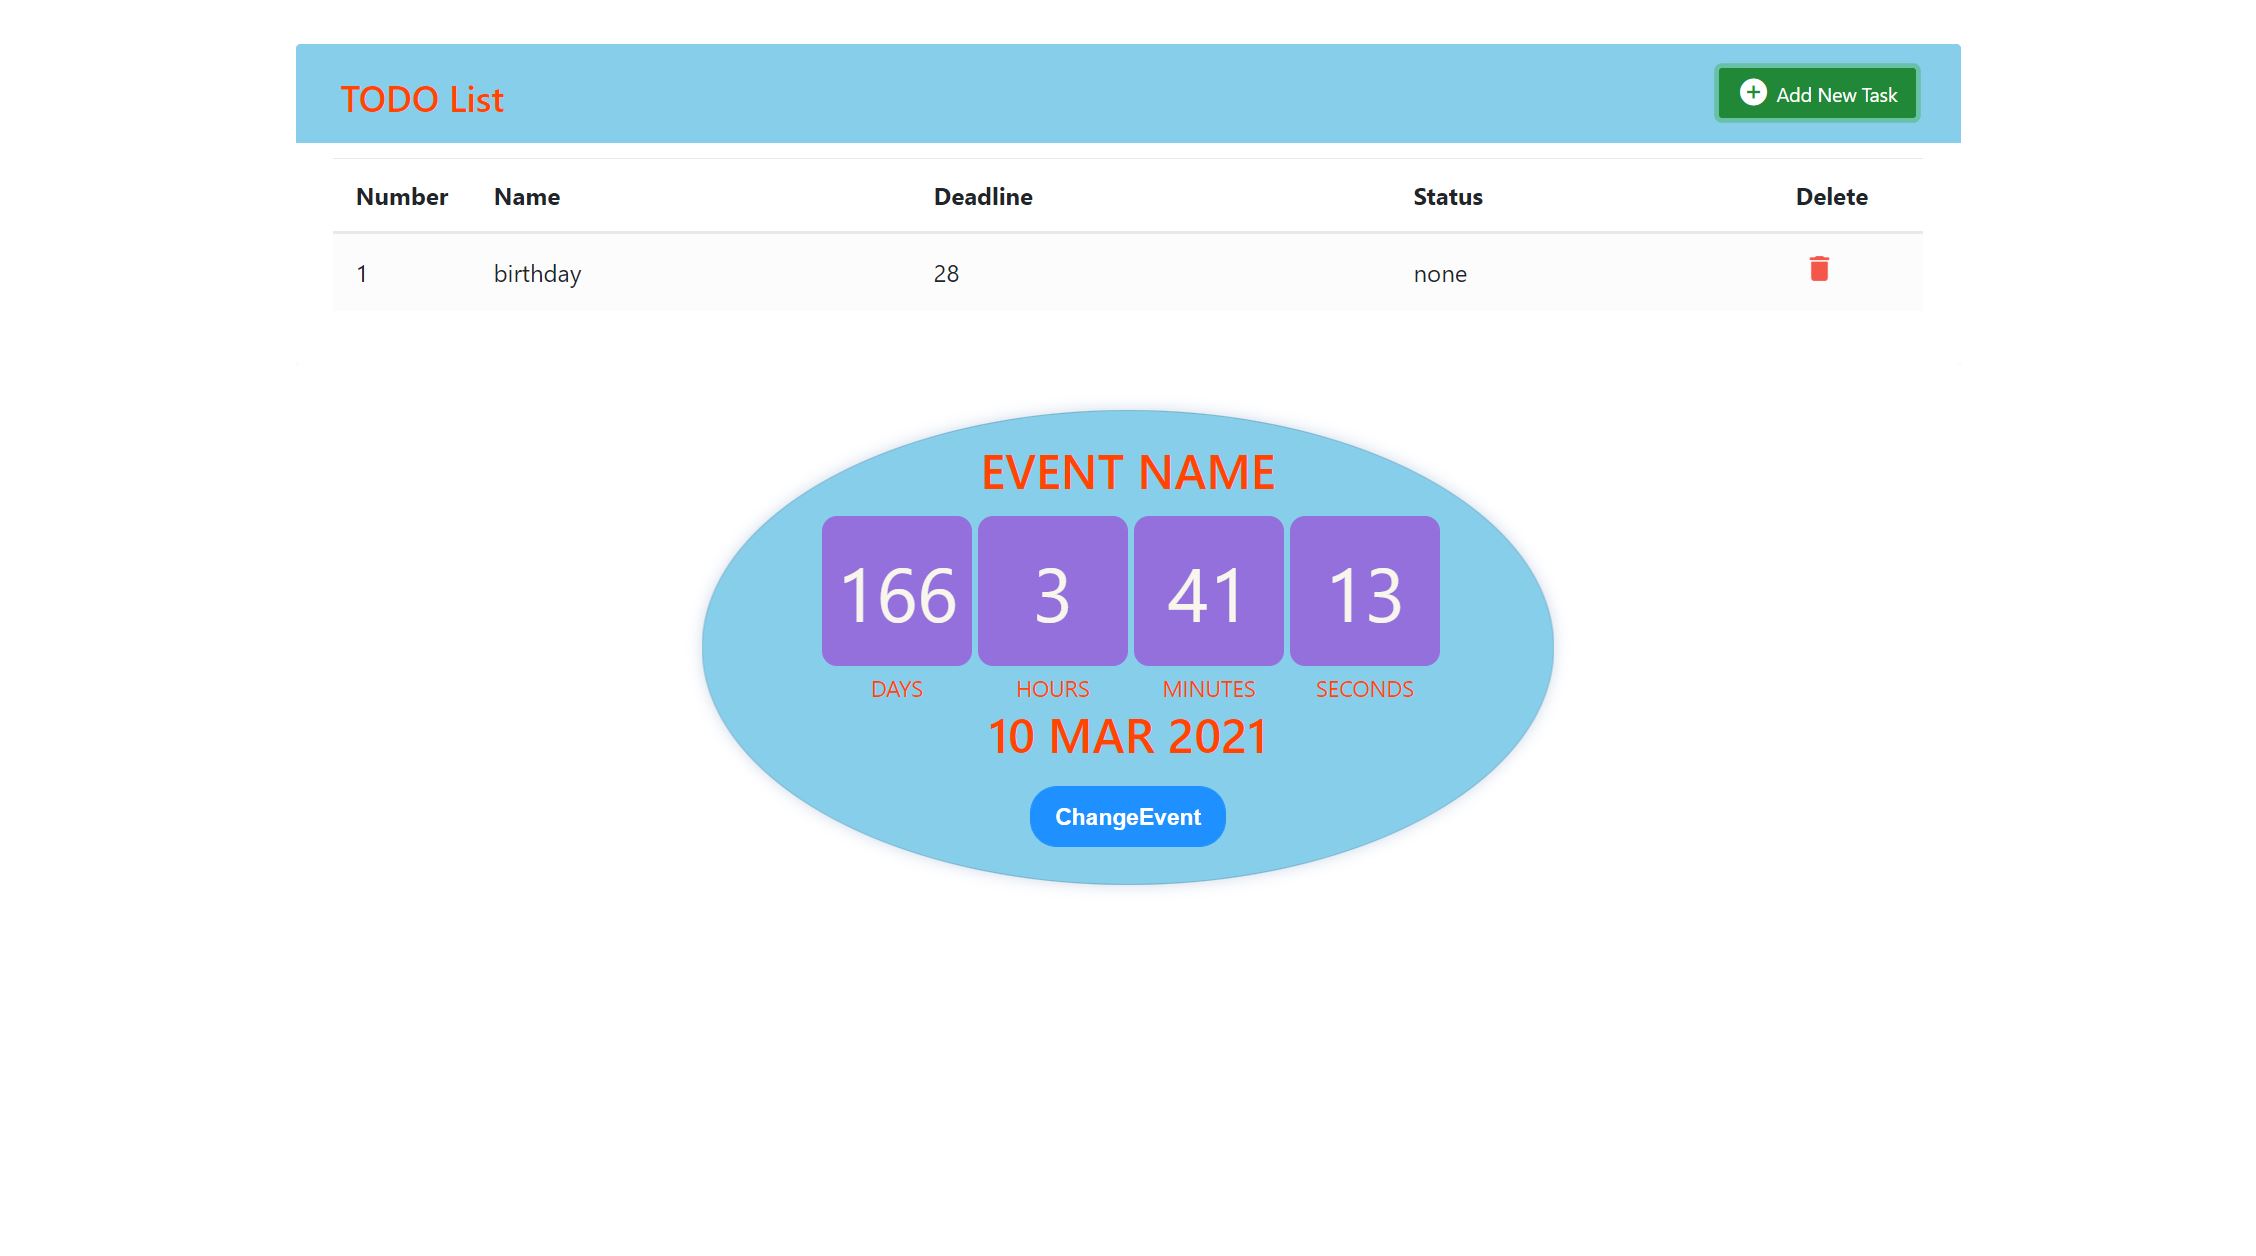 TODO List
Add New Task
Number Name Deadline Status Delete
1 birthday 28 none
EVENT NAME
166 3 41 13
DAYS HOURS MINUTES SECONDS
10 MAR 2021
ChangeEvent